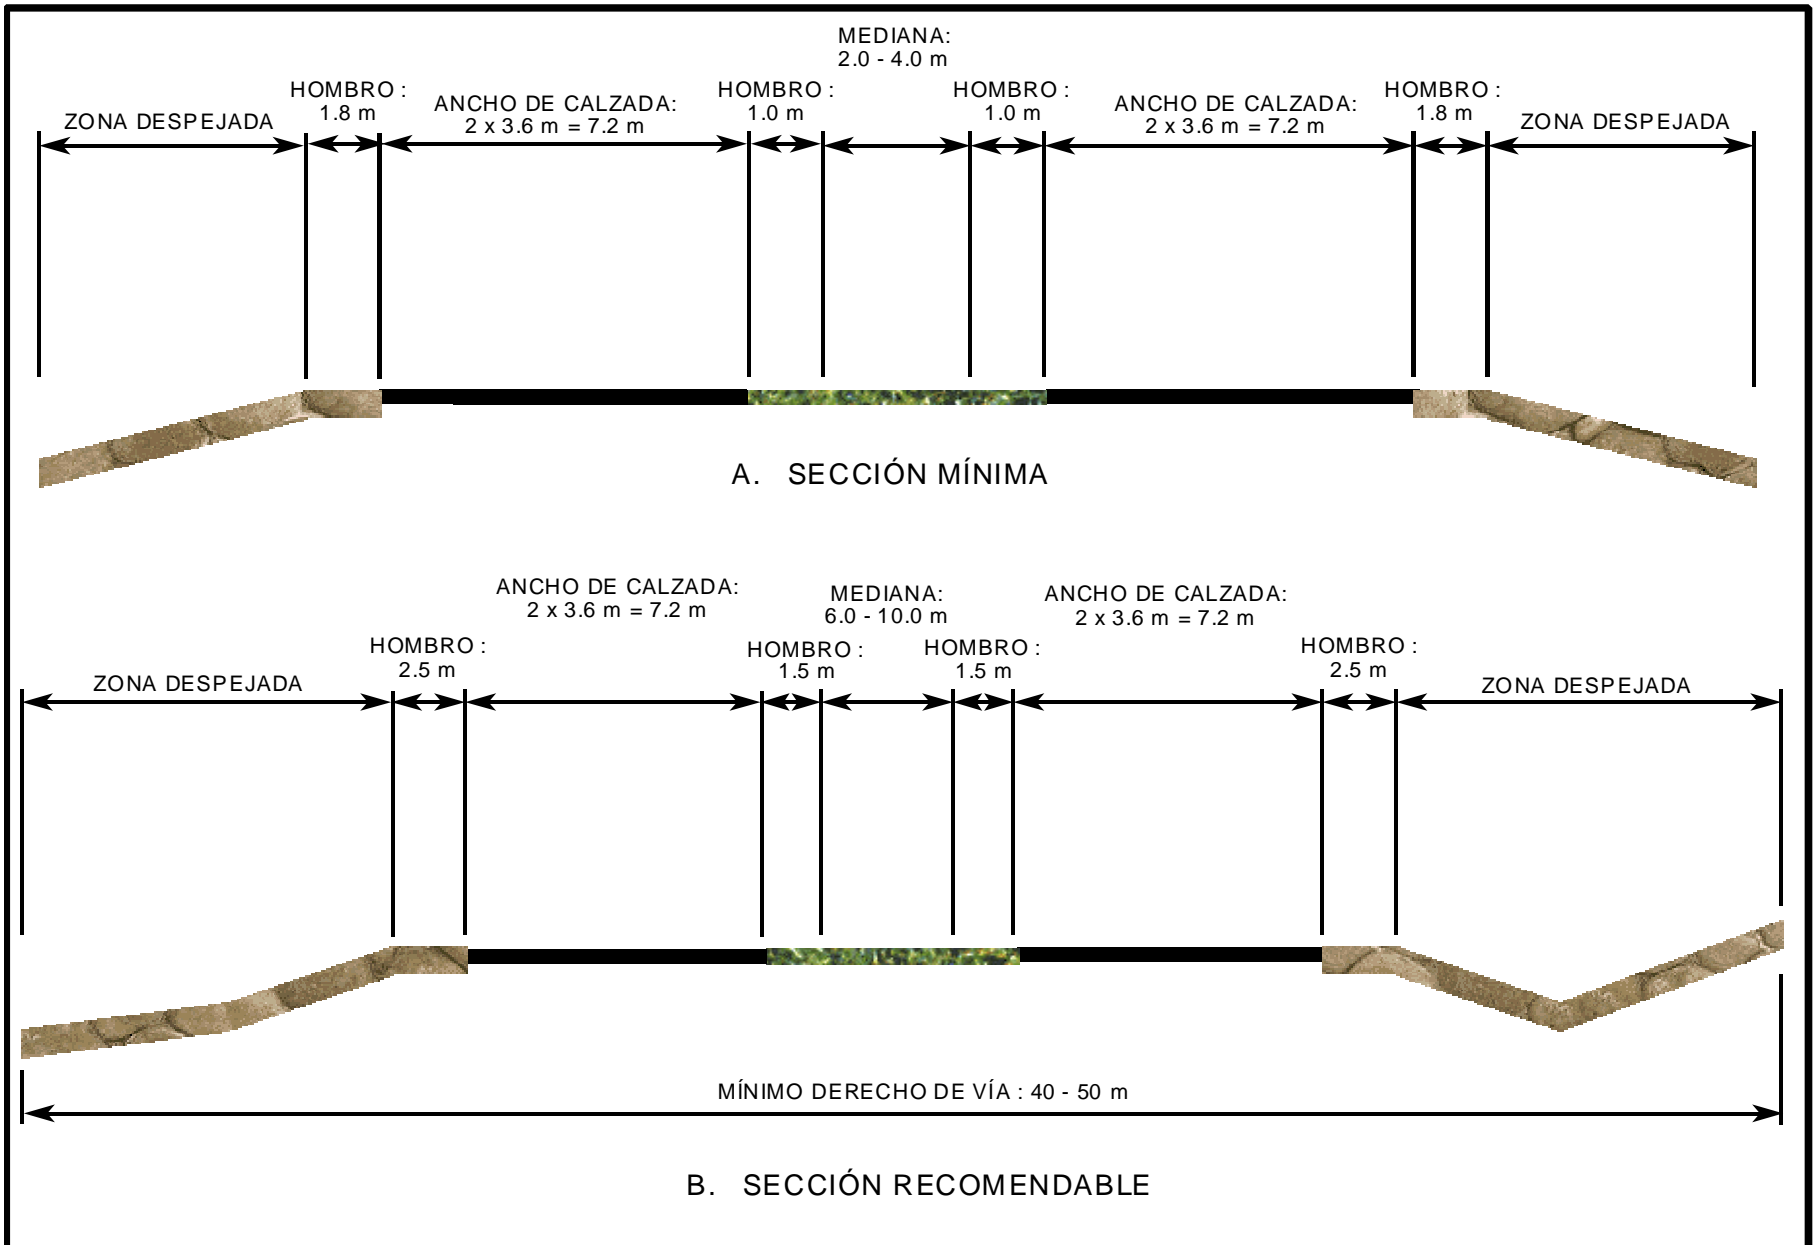 MEDIANA:
2.0 - 4.0 m
HOMBRO :
1.8 m
ANCHO DE CALZADA:
2 x 3.6 m = 7.2 m
HOMBRO :
1.0 m
HOMBRO :
1.0 m
ANCHO DE CALZADA:
2 x 3.6 m = 7.2 m
HOMBRO :
1.8 m
ZONA DESPEJADA
ZONA DESPEJADA
A. SECCIÓN MÍNIMA
ANCHO DE CALZADA:
2 x 3.6 m = 7.2 m
MEDIANA:
6.0 - 10.0 m
ANCHO DE CALZADA:
2 x 3.6 m = 7.2 m
HOMBRO :
2.5 m
HOMBRO :
1.5 m
HOMBRO :
1.5 m
HOMBRO :
2.5 m
ZONA DESPEJADA
ZONA DESPEJADA
MÍNIMO DERECHO DE VÍA : 40 - 50 m
B. SECCIÓN RECOMENDABLE